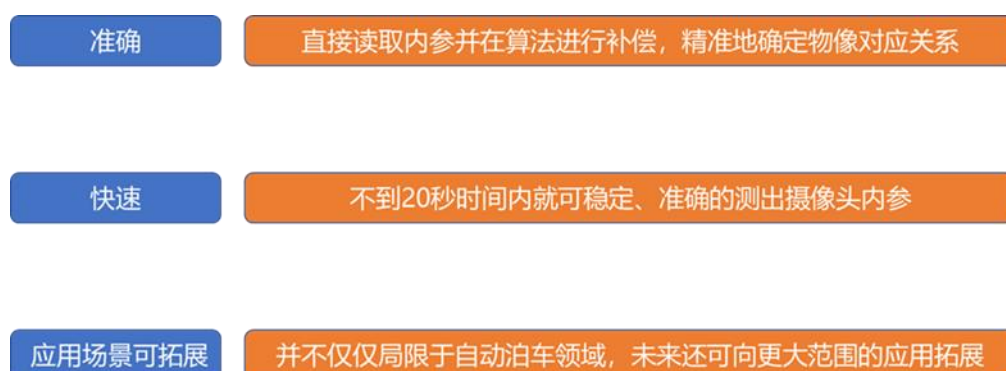 准确
直接读取内参并在算法进行补偿，精准地确定物像对应关系
快速
不到20秒时间内就可稳定、准确的测出摄像头内参
应用场景可拓展
并不仅仅局限于自动泊车领域，未来还可向更大范围的应用拓展